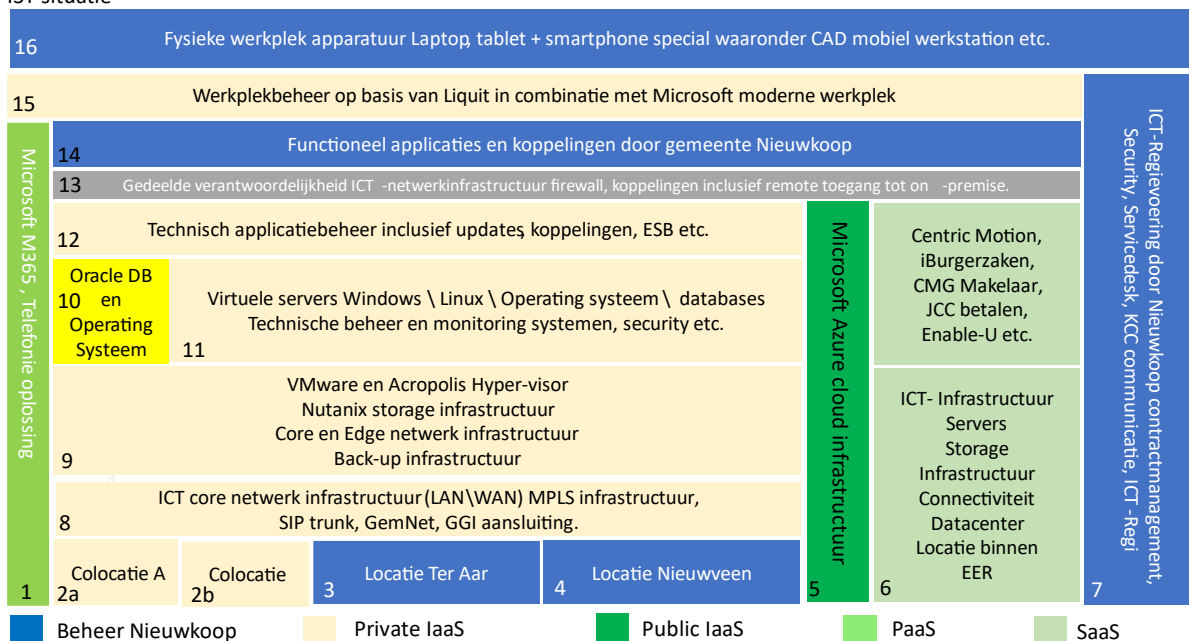 IST situatie
16
Fysieke werkplek apparatuur Laptop, tablet + smartphone special waaronder CAD mobiel werkstation etc.
15
Werkplekbeheer op basis van Liquit in combinatie met Microsoft moderne werkplek
14
Functioneel applicaties en koppelingen door gemeente Nieuwkoop
13
Gedeelde verantwoordelijkheid ICT -netwerkinfrastructuur firewall, koppelingen inclusief remote toegang tot on -premise.
12
Technisch applicatiebeheer inclusief updates, koppelingen, ESB etc.
Oracle DB
10 en
Operating
Systeem
11
Virtuele servers Windows \ Linux \ Operating systeem \ databases
Technische beheer en monitoring systemen, security etc.
9
VMware en Acropolis Hyper-visor
Nutanix storage infrastructuur
Core en Edge netwerk infrastructuur
Back-up infrastructuur
8
ICT core netwerk infrastructuur (LAN\WAN) MPLS infrastructuur,
SIP trunk, GemNet, GGI aansluiting.
Microsoft M365 , Telefonie oplossing
1
Colocatie A
2a
Colocatie
2b
Locatie Ter Aar
3
Locatie Nieuwveen
4
Microsoft Azure cloud infrastructuur
5
Centric Motion,
iBurgerzaken,
CMG Makelaar,
JCC betalen,
Enable-U etc.
ICT- Infrastructuur
Servers
Storage
Infrastructuur
Connectiviteit
Datacenter
Locatie binnen
EER
6
ICT-Regievoering door Nieuwkoop contractmanagement,
Security, Servicedesk, KCC communicatie, ICT -Regi
7
Beheer Nieuwkoop
Private IaaS
Public IaaS
PaaS
SaaS